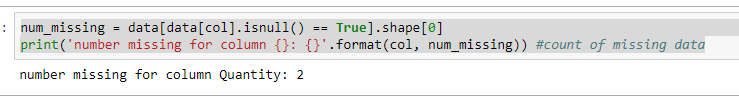 :
num_missing = data[data[col].isnull() == True].shape[0]
print('number missing for column {}: {}'.format(col, num_missing)) #count of missing data
number missing for column Quantity: 2